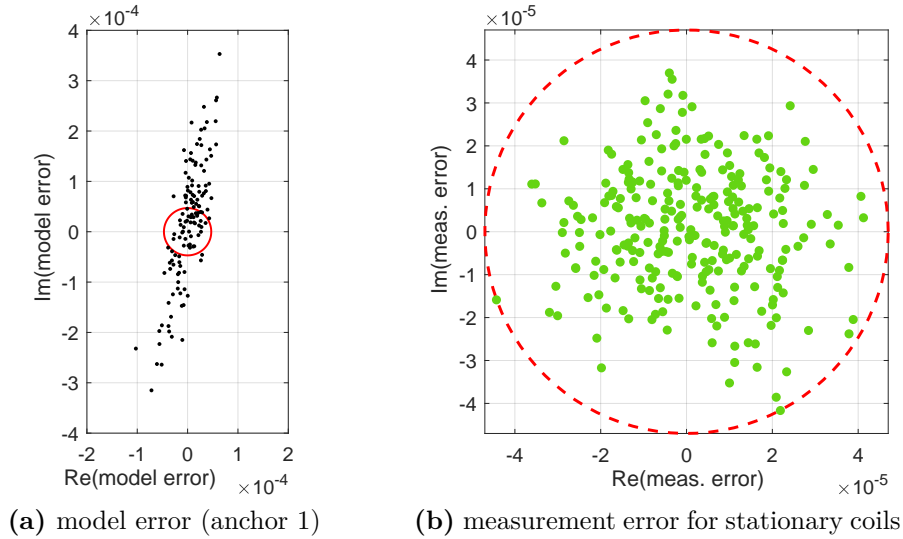 ×10⁻⁴
4
3
2
1
0
-1
-2
-3
-4
Im(model error)
-2 -1 0 1 2
Re(model error)
×10⁻⁴
(a) model error (anchor 1)
×10⁻⁵
4
3
2
1
0
-1
-2
-3
-4
Im(meas. error)
-4 -2 0 2 4
Re(meas. error)
×10⁻⁵
(b) measurement error for stationary coils